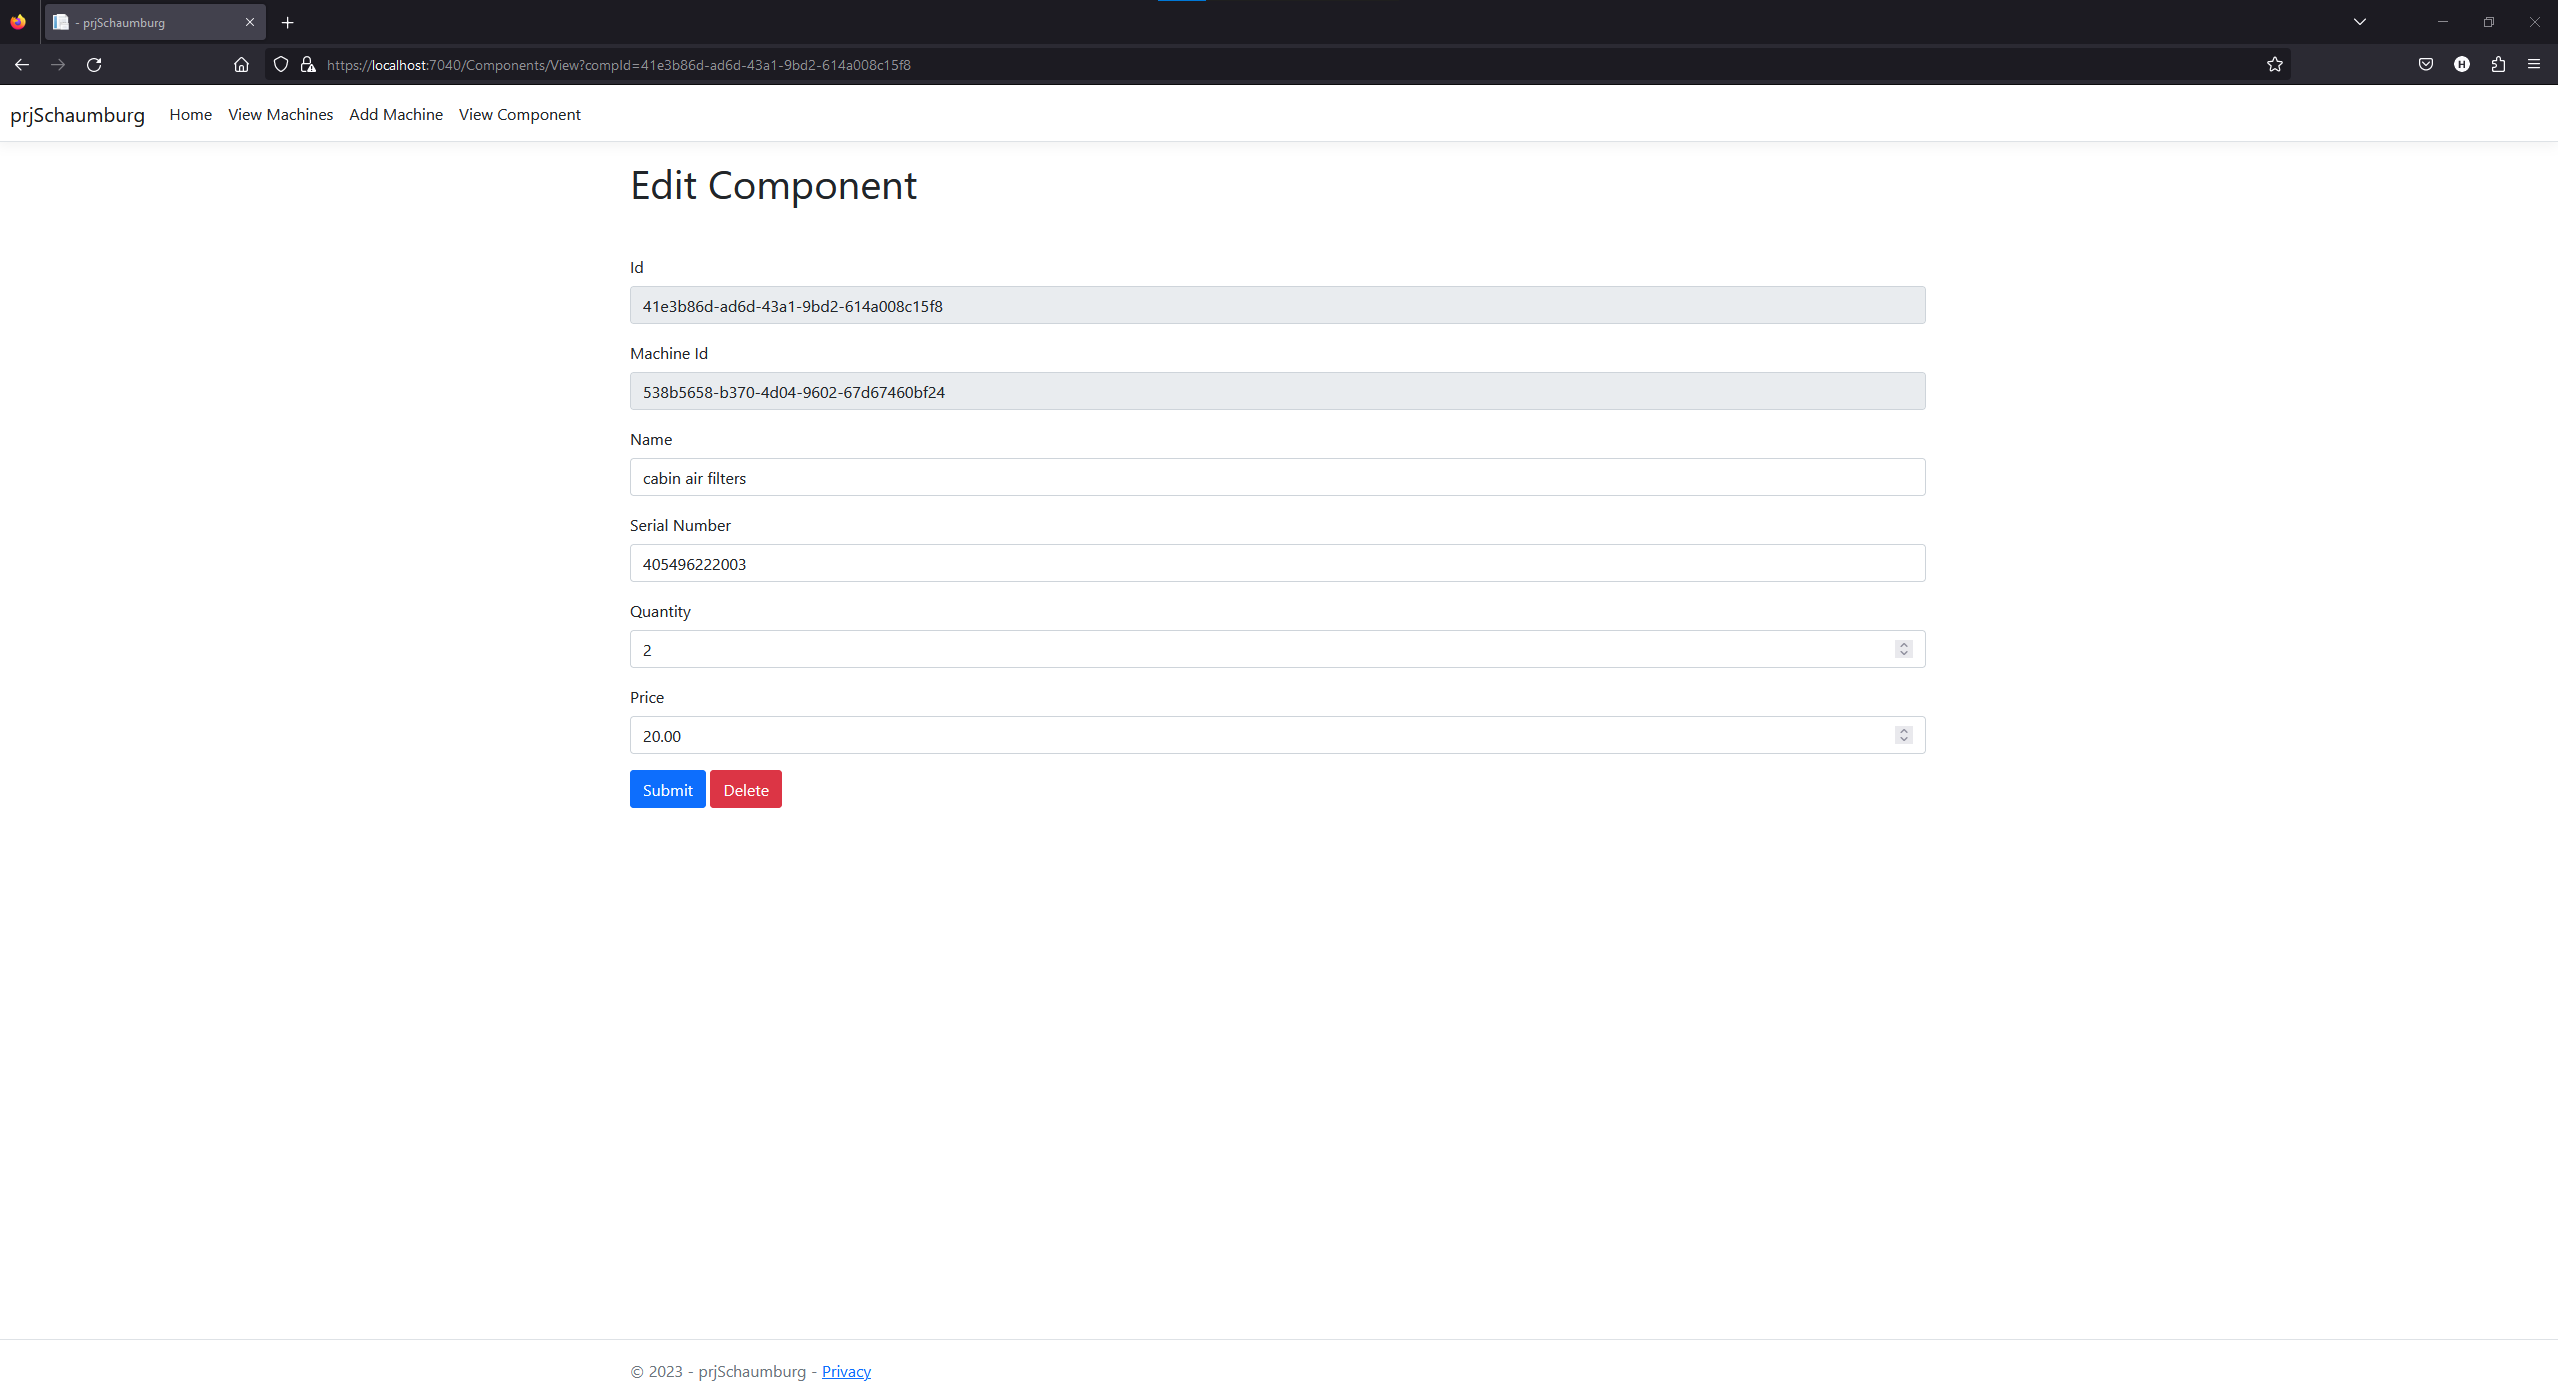 - prjSchaumburg
https://localhost:7040/Components/View?compId=41e3b86d-ad6d-43a1-9bd2-614a008c15f8
H
prjSchaumburg Home View Machines Add Machine View Component
Edit Component
Id
41e3b86d-ad6d-43a1-9bd2-614a008c15f8
Machine Id
538b5658-b370-4d04-9602-67d67460bf24
Name
cabin air filters
Serial Number
405496222003
Quantity
2
Price
20.00
Submit Delete
© 2023 - prjSchaumburg - Privacy